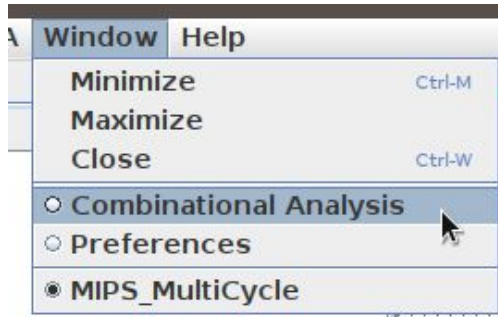 A Window Help
Minimize Ctrl-M
Maximize
Close Ctrl-W
Combinational Analysis
Preferences
MIPS_MultiCycle